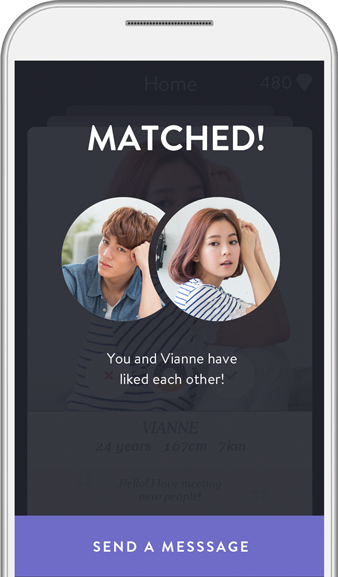 Home
480
MATCHED!
You and Vianne have
liked each other!
VIANNE
24 years 167cm 7km
Hello! I love meeting
new people!
SEND A MESSSAGE